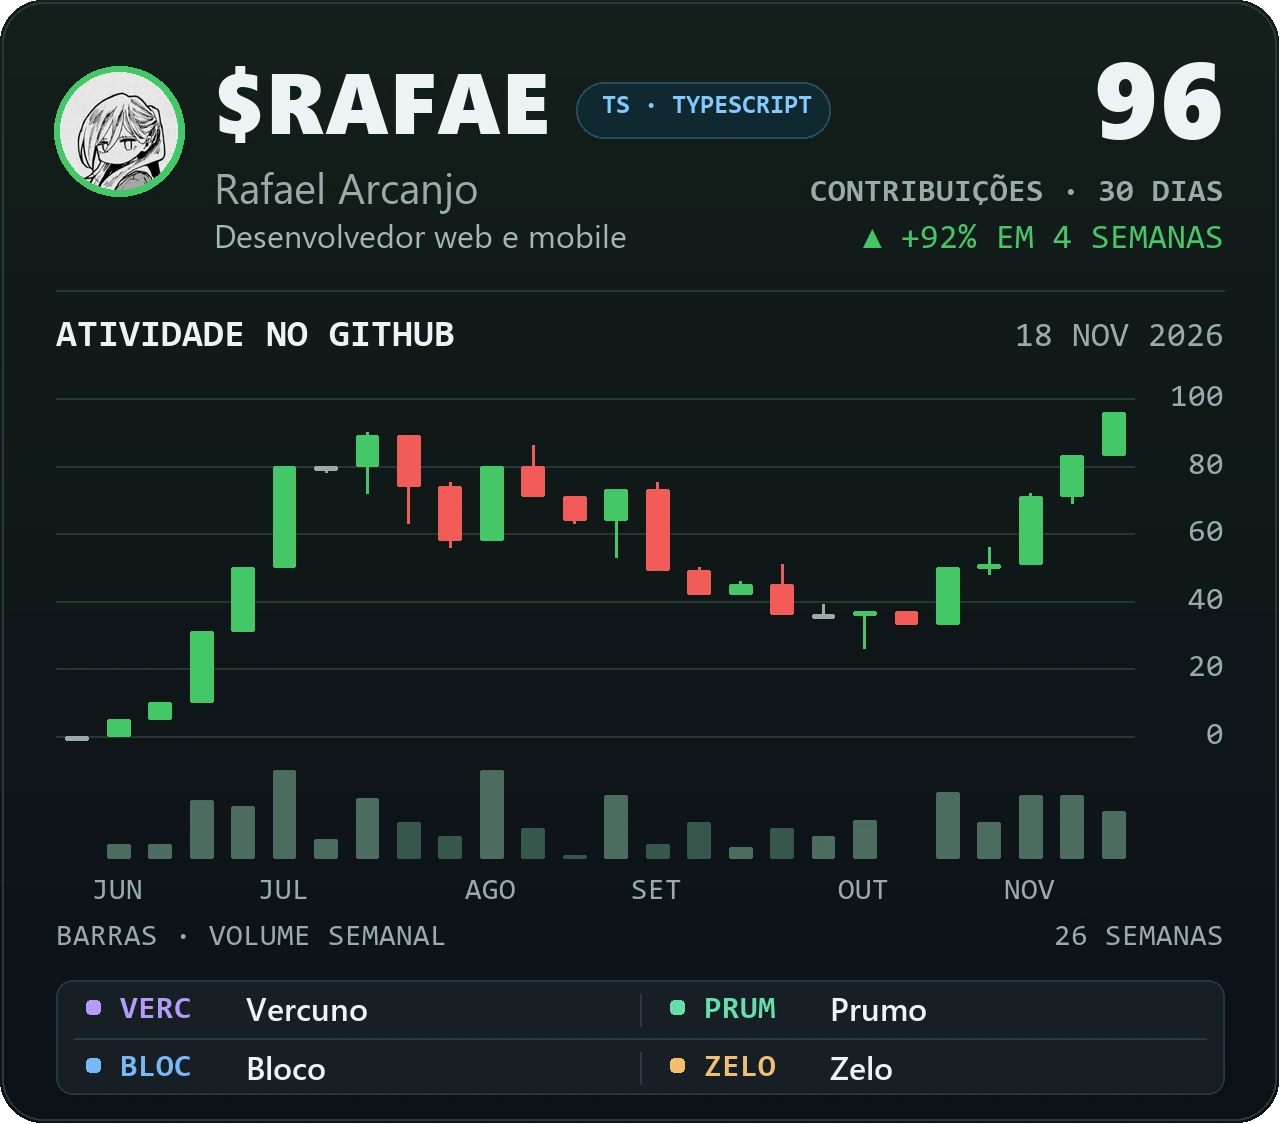 $RAFAE
TS · TYPESCRIPT
96
Rafael Arcanjo
CONTRIBUIÇÕES · 30 DIAS
Desenvolvedor web e mobile
▲ +92% EM 4 SEMANAS
ATIVIDADE NO GITHUB
18 NOV 2026
100
80
60
40
20
0
JUN JUL AGO SET OUT NOV
BARRAS · VOLUME SEMANAL
26 SEMANAS
VERC Vercuno
PRUM Prumo
BLOC Bloco
ZELO Zelo